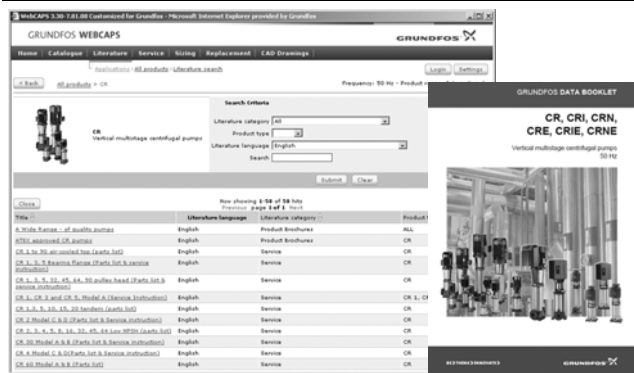 WebCAPS 3.30-7.01.00 Customized for Grundfos - Microsoft Internet Explorer provided by Grundfos
GRUNDFOS WEBCAPS
GRUNDFOS
Home Catalogue Literature Service Sizing Replacement CAD Drawings
Applications All products Literature search
Login Settings
< Back All products > CR
Frequency: 50 Hz - Product
Search Criteria
Literature category All
Product type
Literature language English
Search
CR
Vertical multistage centrifugal pumps
Submit Clear
Close
Now showing 1-58 of 58 hits
Previous page 1 of 1 Next
Title Literature language Literature category Product
A Wide Range - of quality pumps English Product brochures ALL
ATEX approved CR pumps English Product brochures CR
CR 1 to 90 air-cooled top (parts list) English Service CR
CR 1, 3, 5 Bearing flange (Parts list & service instruction) English Service CR
CR 1, 3, 5, 32, 45, 64, 90 pulley head (Parts list & service instruction) English Service CR
CR 1, CR 3 and CR 5, Model A (Service Instruction) English Service CR 1, CR
CR 1,3, 5, 10, 15, 20 tandem (parts list) English Service CR
CR 2 Model C & D (Parts list & Service instruction) English Service CR
CR 2, 3, 4, 5, 8, 16, 32, 45, 64 Low NPSH (parts list) English Service CR
CR 30 Model A & B (Parts list & Service instruction) English Service CR
CR 4 Model C & D(Parts list & Service instruction) English Service CR
CR 60 Model A & B (Parts list) English Service CR
GRUNDFOS DATA BOOKLET
CR, CRI, CRN,
CRE, CRIE, CRNE
Vertical multistage centrifugal pumps
50 Hz
BE > THINK > INNOVATE >
GRUNDFOS